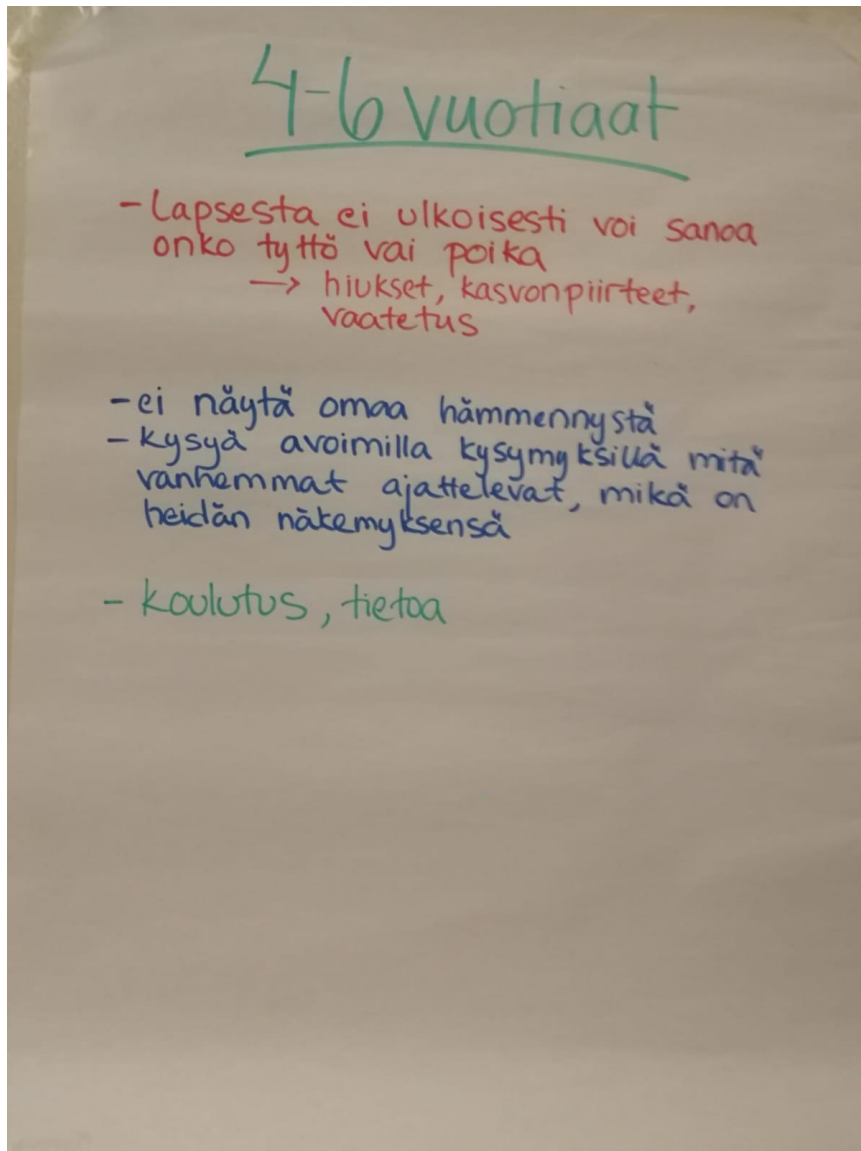 4-6 vuotiaat
- Lapsesta ei ulkoisesti voi sanoa
onko tyttö vai poika
→ hiukset, kasvonpiirteet,
vaatetus
- ei näytä omaa hämmennystä
- kysyä avoimilla kysymyksillä mitä
vanhemmat ajattelevat, mikä on
heidän näkemyksensä
- koulutus, tietoa